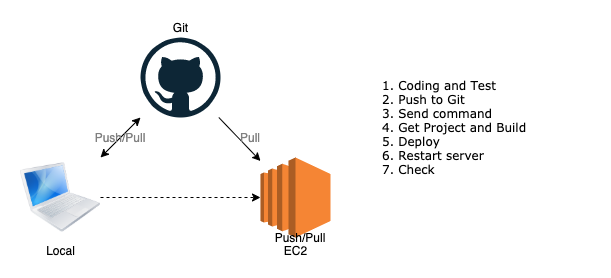 Git
Push/Pull
Pull
Local
Push/Pull
EC2
1. Coding and Test
2. Push to Git
3. Send command
4. Get Project and Build
5. Deploy
6. Restart server
7. Check